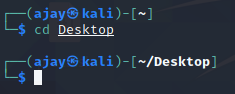 ┌──(ajay㉿kali)-[~]
└─$ cd Desktop
┌──(ajay㉿kali)-[~/Desktop]
└─$